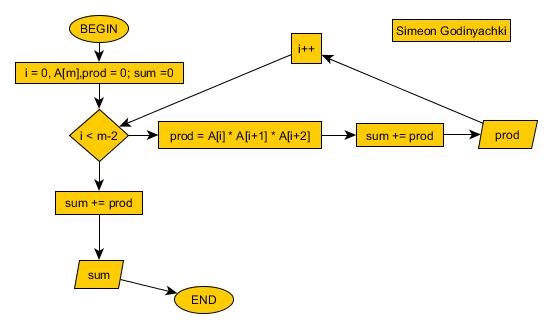 BEGIN
Simeon Godinyachki
i++
i = 0, A[m],prod = 0; sum =0
i < m-2
prod = A[i] * A[i+1] * A[i+2]
sum += prod
prod
sum += prod
sum
END